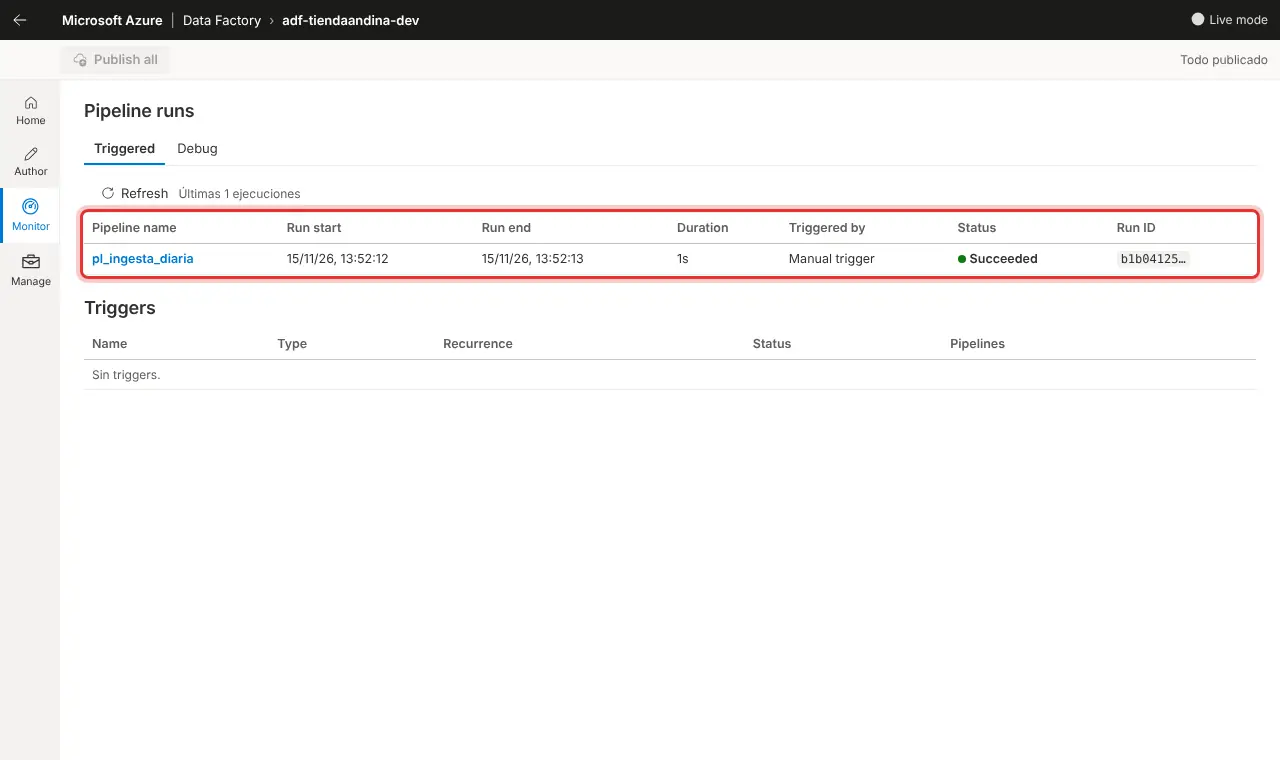 Microsoft Azure Data Factory › adf-tiendaandina-dev Live mode
Publish all Todo publicado
Home
Author
Monitor
Manage
Pipeline runs
Triggered Debug
Refresh Últimas 1 ejecuciones
Pipeline name Run start Run end Duration Triggered by Status Run ID
pl_ingesta_diaria 15/11/26, 13:52:12 15/11/26, 13:52:13 1s Manual trigger Succeeded b1b04125…
Triggers
Name Type Recurrence Status Pipelines
Sin triggers.